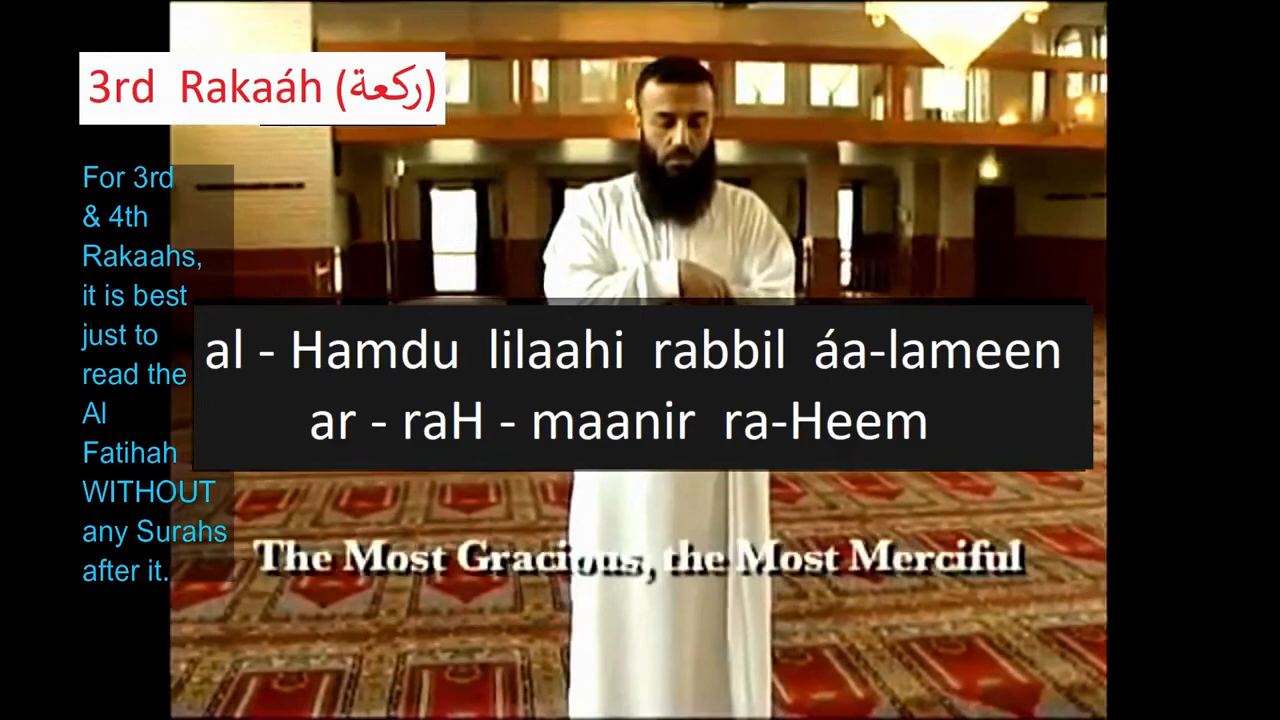 3rd Rakaáh (ركعة)
For 3rd
& 4th
Rakaahs,
it is best
just to
read the
Al
Fatihah
WITHOUT
any Surahs
after it.
al - Hamdu lilaahi rabbil áa-lameen
ar - raH - maanir ra-Heem
The Most Gracious, the Most Merciful